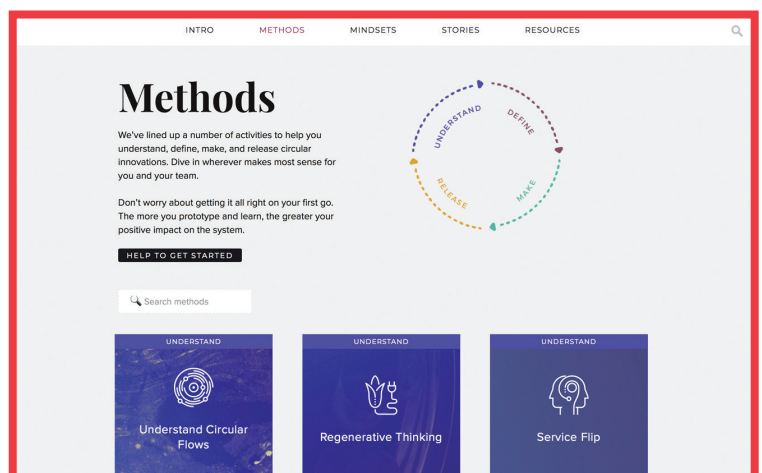 INTRO METHODS MINDSETS STORIES RESOURCES
Methods
We've lined up a number of activities to help you
understand, define, make, and release circular
innovations. Dive in wherever makes most sense for
you and your team.
Don't worry about getting it all right on your first go.
The more you prototype and learn, the greater your
positive impact on the system.
HELP TO GET STARTED
UNDERSTAND
DEFINE
MAKE
RELEASE
Search methods
UNDERSTAND
Understand Circular
Flows
UNDERSTAND
Regenerative Thinking
UNDERSTAND
Service Flip